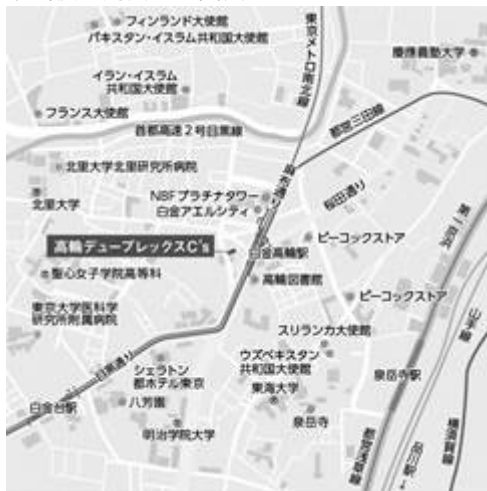 フィンランド大使館
パキスタン・イスラム共和国大使館
東京メトロ南北線
慶應義塾大学
イラン・イスラム
共和国大使館
フランス大使館
首都高速2号目黒線
都営三田線
北里大学北里研究所病院
北里大学
NBFプラチナタワー
白金アエルシティ
桜田通り
第一京浜
高輪デュープレックスC's
白金高輪駅
ピーコックストア
聖心女子学院高等科
高輪図書館
ピーコックストア
東京大学医科学
研究所附属病院
スリランカ大使館
山手線
目黒通り
シェラトン
都ホテル東京
ウズベキスタン
共和国大使館
泉岳寺駅
東海大学
白金台駅
八芳園
泉岳寺
明治学院大学
都営浅草線
品川駅↓
横須賀線